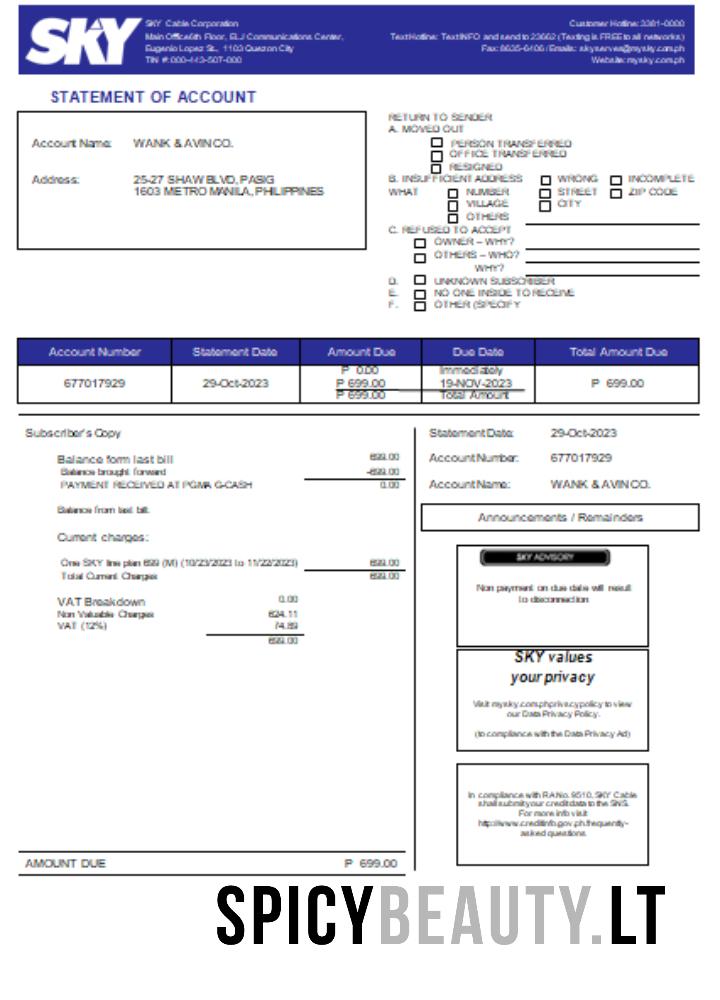 SKY
SKY Cable Corporation
Main Office6th Floor, ELJ Communications Center,
Eugenio Lopez St., 1103 Quezon City
TIN #:000-443-507-000
Customer Hotline: 3381-0000
Text Hotline: Text INFO and send to 23662 (Texting is FREE to all networks)
Fax: 8635-6406 / Emails: skyserves@mysky.com.ph
Website: mysky.com.ph
STATEMENT OF ACCOUNT
Account Name: WANK & AVIN CO.
Address: 25-27 SHAW BLVD, PASIG
1603 METRO MANILA, PHILIPPINES
RETURN TO SENDER
A. MOVED OUT
PERSON TRANSFERRED
OFFICE TRANSFERRED
RESIGNED
B. INSUFFICIENT ADDRESS WRONG INCOMPLETE
WHAT NUMBER STREET ZIP CODE
VILLAGE CITY
OTHERS
C. REFUSED TO ACCEPT
OWNER – WHY?
OTHERS – WHO?
WHY?
D. UNKNOWN SUBSCRIBER
E. NO ONE INSIDE TO RECEIVE
F. OTHER (SPECIFY
Account Number Statement Date Amount Due Due Date Total Amount Due
P 0.00 Immediately
677017929 29-Oct-2023 P 699.00 19-NOV-2023 P 699.00
P 699.00 Total Amount
Subscriber's Copy
Balance form last bill 699.00
Balance brought forward -699.00
PAYMENT RECEIVED AT PGMA G-CASH 0.00
Balance from last bill.
Current charges:
One SKY line plan 699 (M) (10/23/2023 to 11/22/2023) 699.00
Total Current Charges 699.00
VAT Breakdown 0.00
Non Valuable Charges 624.11
VAT (12%) 74.89
699.00
AMOUNT DUE P 699.00
Statement Date: 29-Oct-2023
Account Number: 677017929
Account Name: WANK & AVIN CO.
Announcements / Remainders
SKY ADVISORY
Non payment on due date will result
to disconnection
SKY values
your privacy
Visit mysky.com.phprivacypolicy to view
our Data Privacy Policy.
(to compliance with the Data Privacy Ad)
In compliance with RA No. 9510, SKY Cable
shall submit your credit data to the SNS.
For more info visit
http://www.creditinfo.gov.ph.frequently-
asked questions.
SPICYBEAUTY.LT